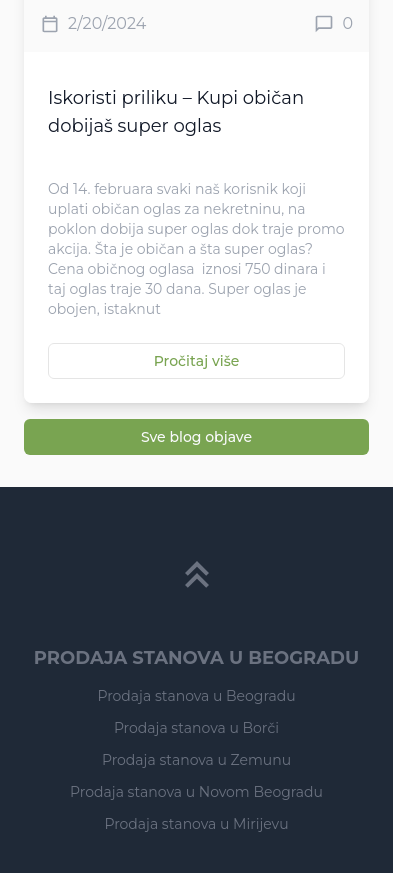 2/20/2024 0
Iskoristi priliku – Kupi običan
dobijaš super oglas
Od 14. februara svaki naš korisnik koji
uplati običan oglas za nekretninu, na
poklon dobija super oglas dok traje promo
akcija. Šta je običan a šta super oglas?
Cena običnog oglasa  iznosi 750 dinara i
taj oglas traje 30 dana. Super oglas je
obojen, istaknut
Pročitaj više
Sve blog objave
PRODAJA STANOVA U BEOGRADU
Prodaja stanova u Beogradu
Prodaja stanova u Borči
Prodaja stanova u Zemunu
Prodaja stanova u Novom Beogradu
Prodaja stanova u Mirijevu